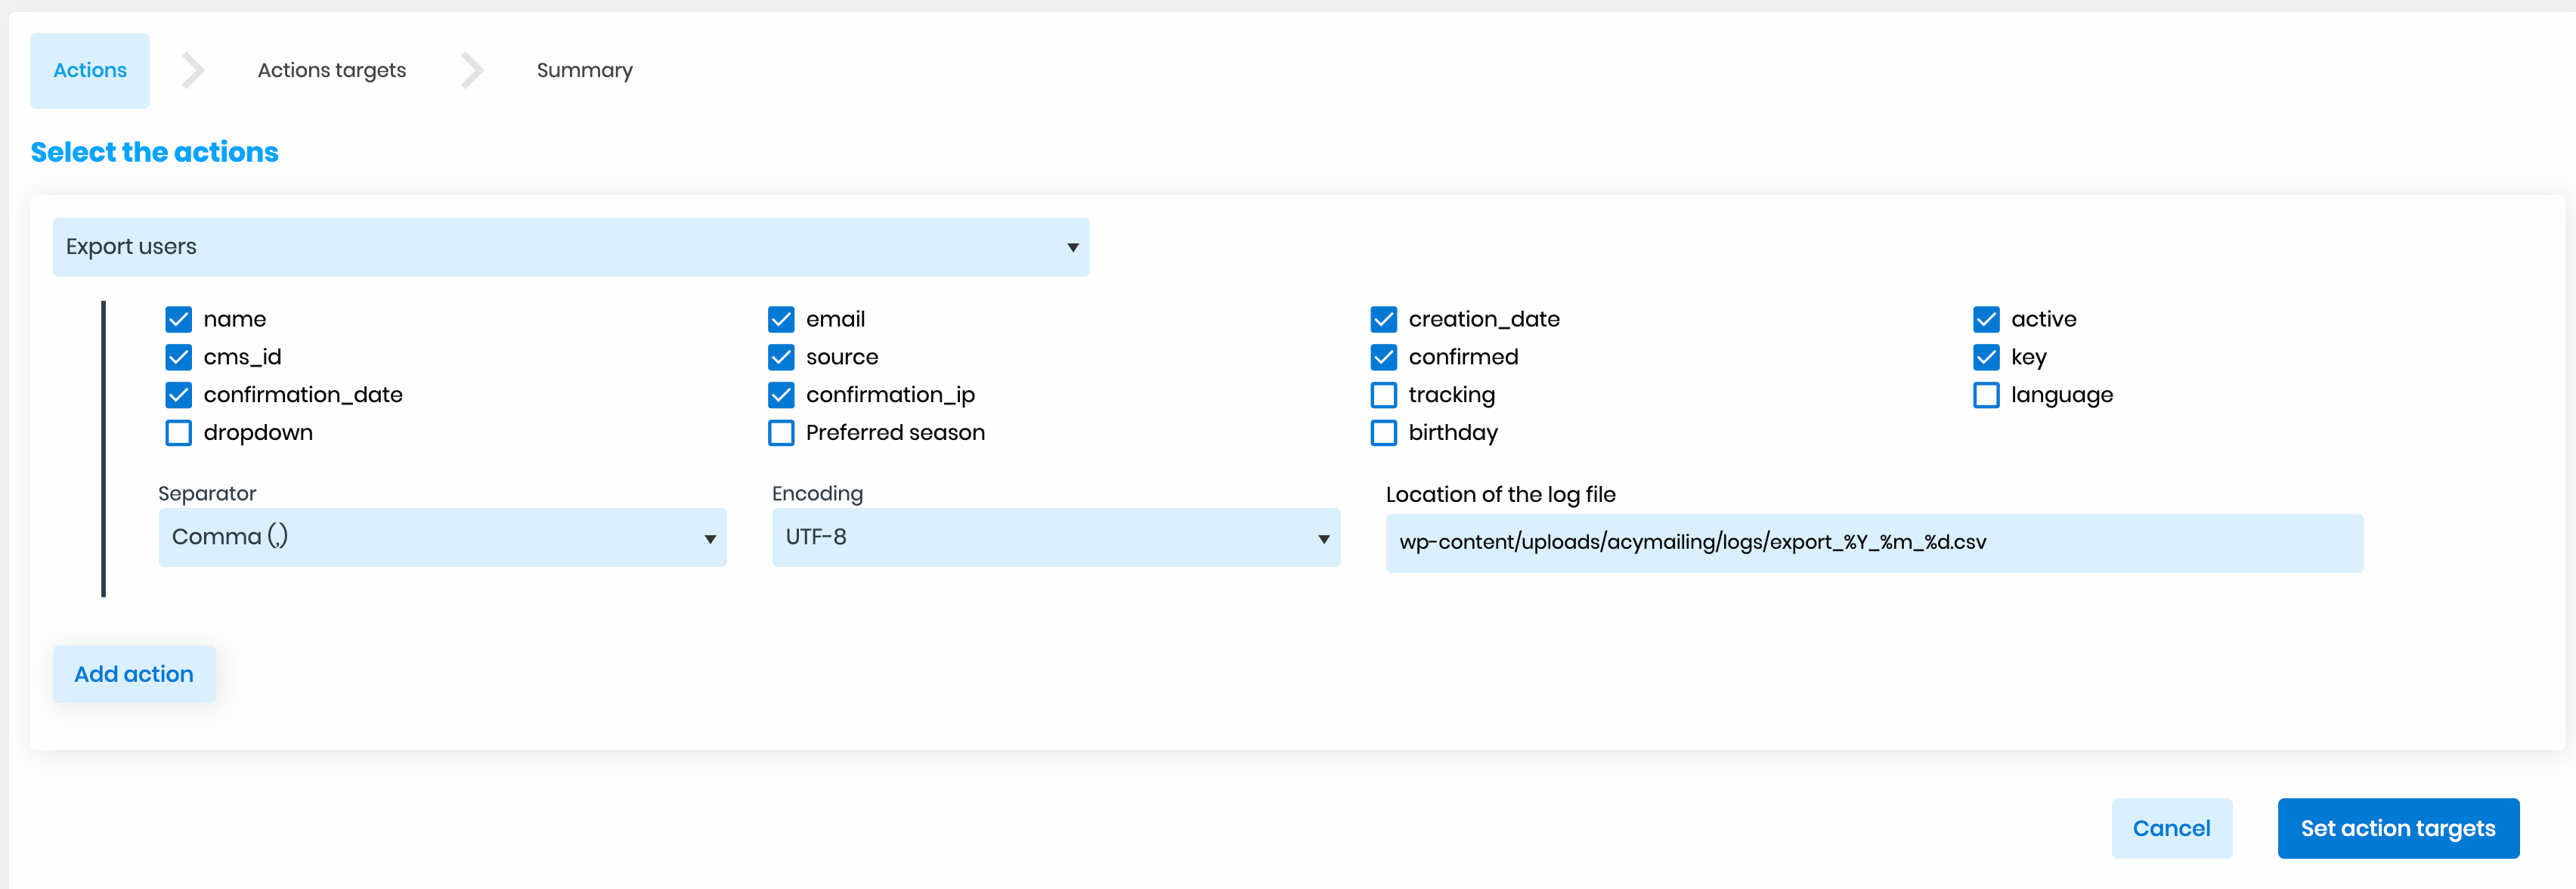 Actions
Actions targets
Summary
Select the actions
Export users
name
email
creation_date
active
cms_id
source
confirmed
key
confirmation_date
confirmation_ip
tracking
language
dropdown
Preferred season
birthday
Separator
Encoding
Location of the log file
Comma (,)
UTF-8
wp-content/uploads/acymailing/logs/export_%Y_%m_%d.csv
Add action
Cancel
Set action targets